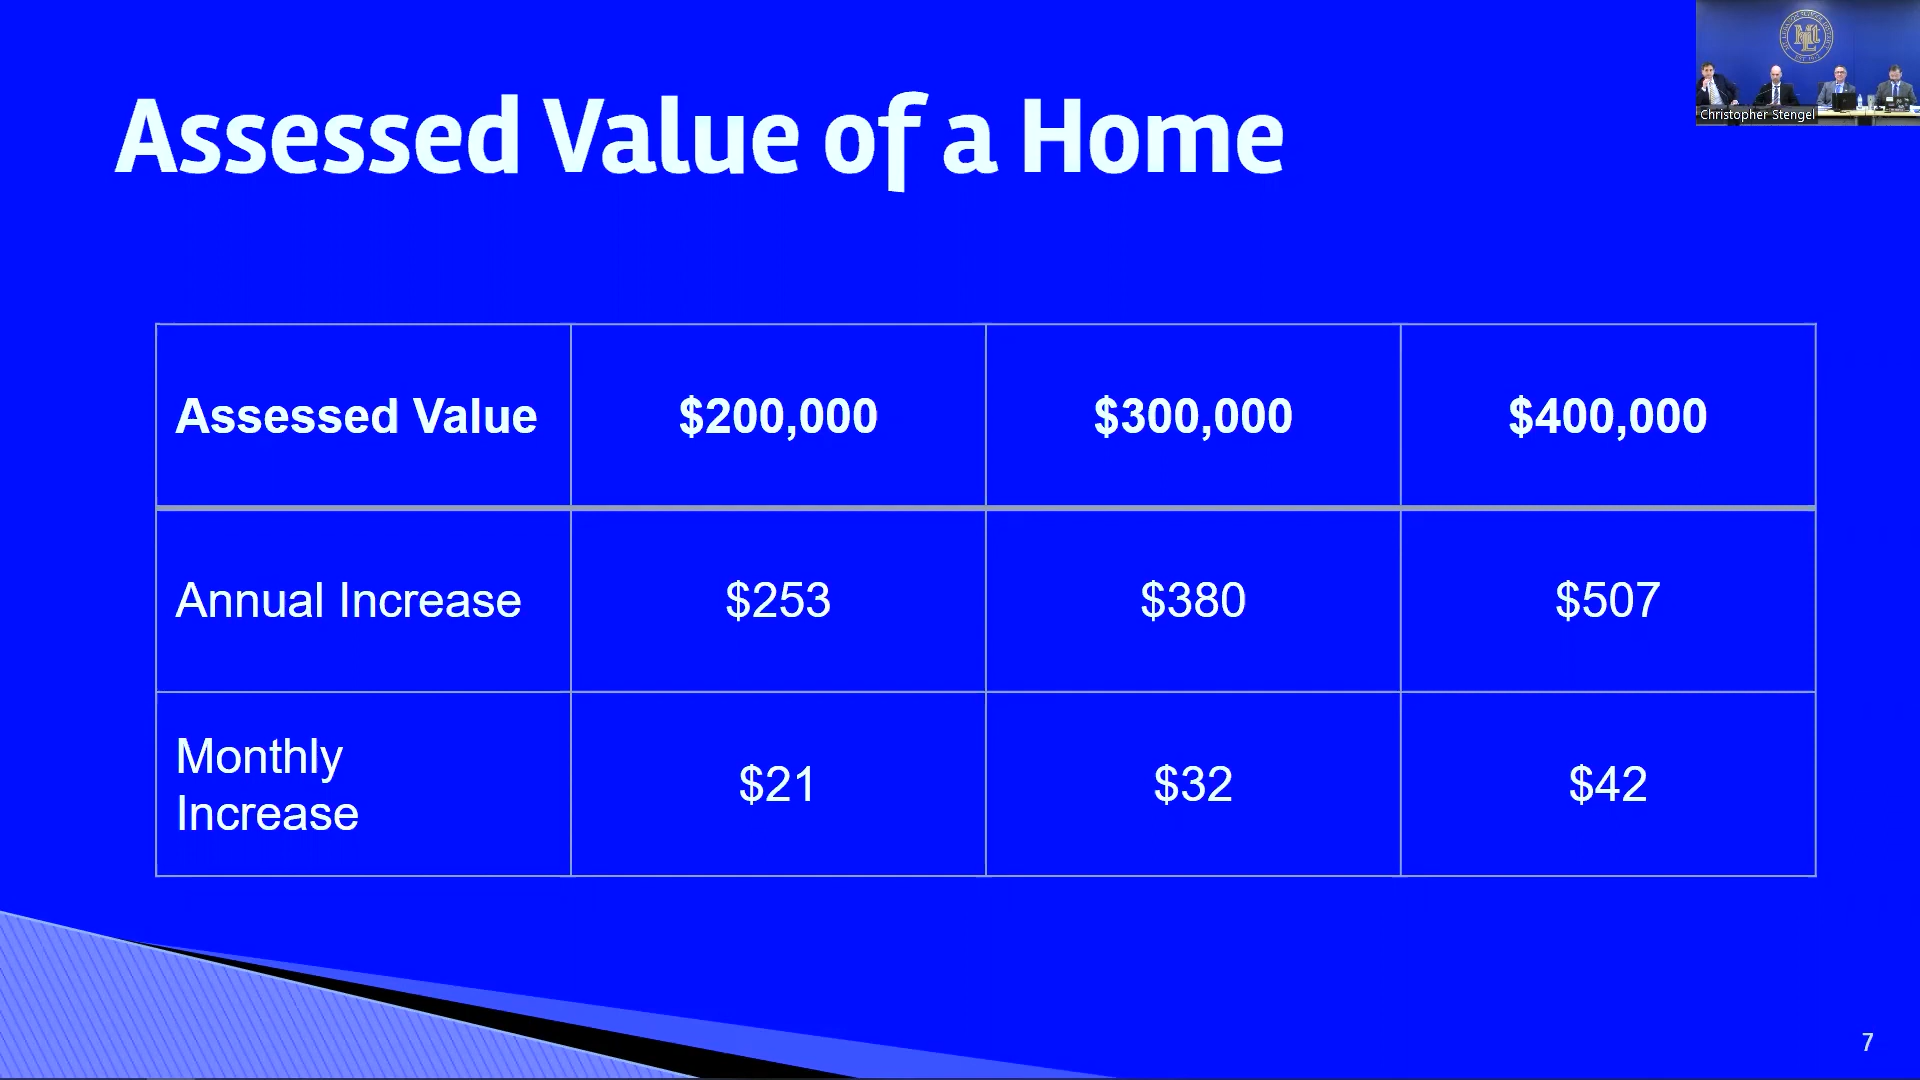 Assessed Value of a Home
Christopher Stengel
Assessed Value $200,000 $300,000 $400,000
Annual Increase $253 $380 $507
Monthly
Increase $21 $32 $42
7